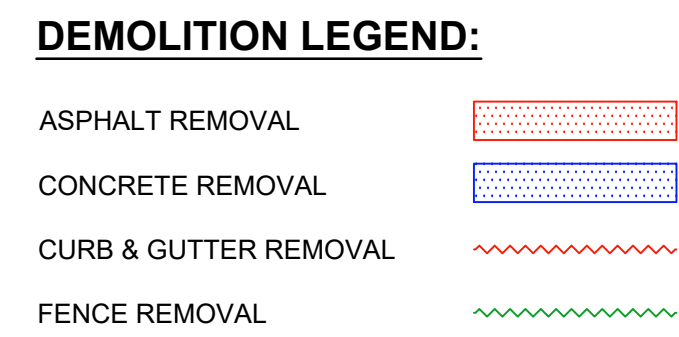 DEMOLITION LEGEND:
ASPHALT REMOVAL
CONCRETE REMOVAL
CURB & GUTTER REMOVAL
FENCE REMOVAL